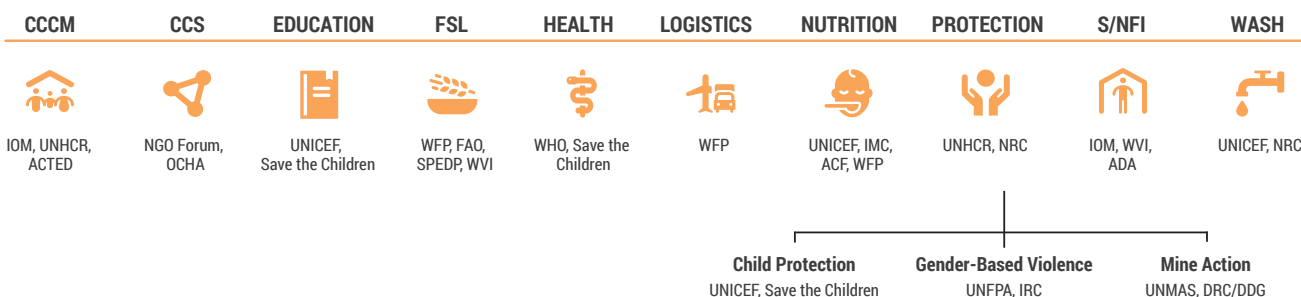 CCCM CCS EDUCATION FSL HEALTH LOGISTICS NUTRITION PROTECTION S/NFI WASH
IOM, UNHCR, NGO Forum, UNICEF, WFP, FAO, WHO, Save the WFP UNICEF, IMC, UNHCR, NRC IOM, WVI, UNICEF, NRC
ACTED OCHA Save the Children SPEDP, WVI Children ACF, WFP ADA
Child Protection Gender-Based Violence Mine Action
UNICEF, Save the Children UNFPA, IRC UNMAS, DRC/DDG